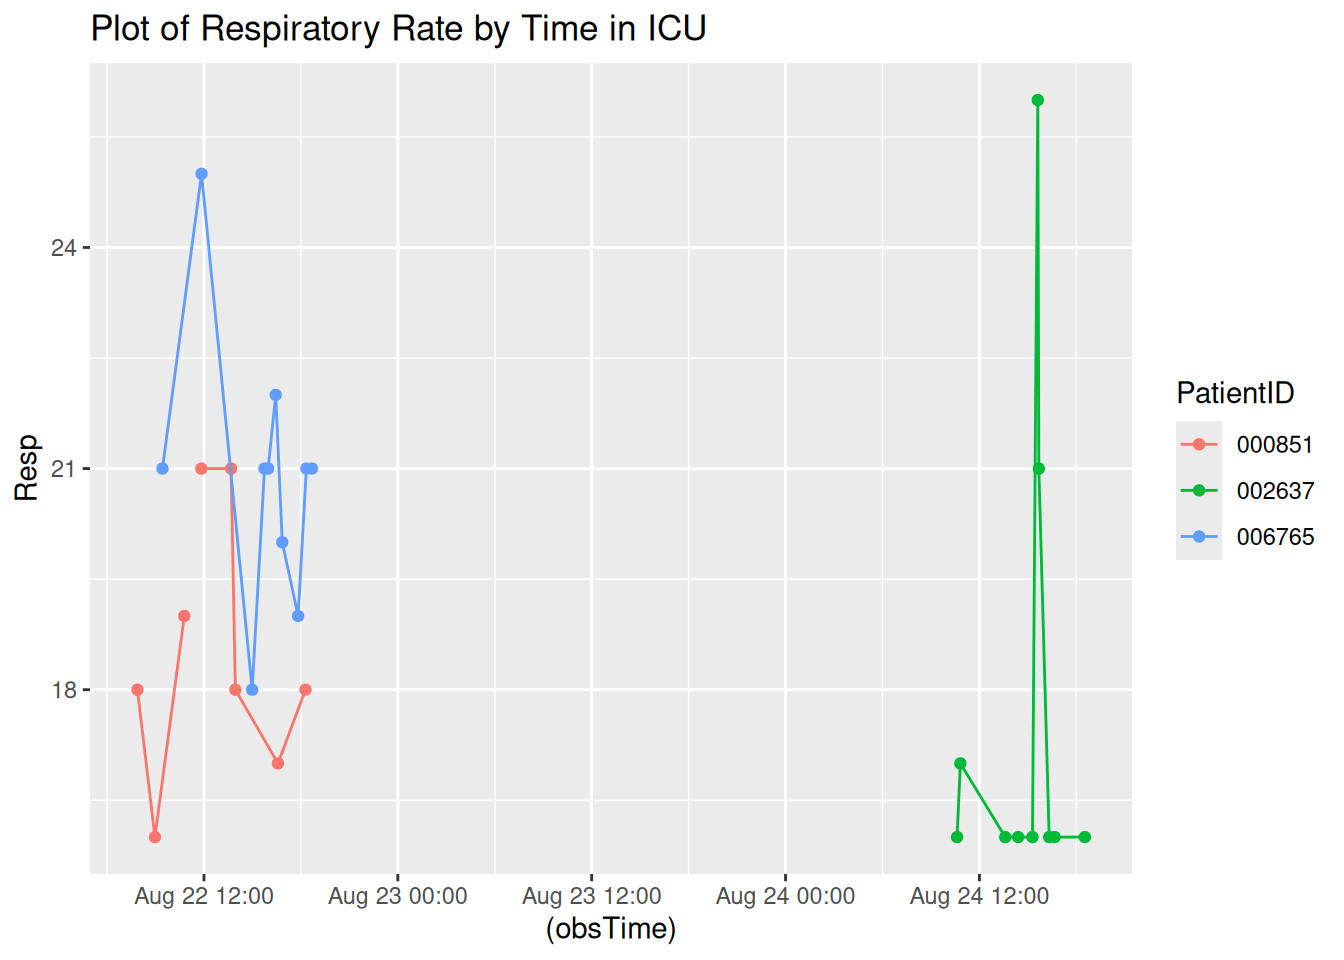 Plot of Respiratory Rate by Time in ICU
Resp
24
21
18
Aug 22 12:00
Aug 23 00:00
Aug 23 12:00
Aug 24 00:00
Aug 24 12:00
(obsTime)
PatientID
000851
002637
006765